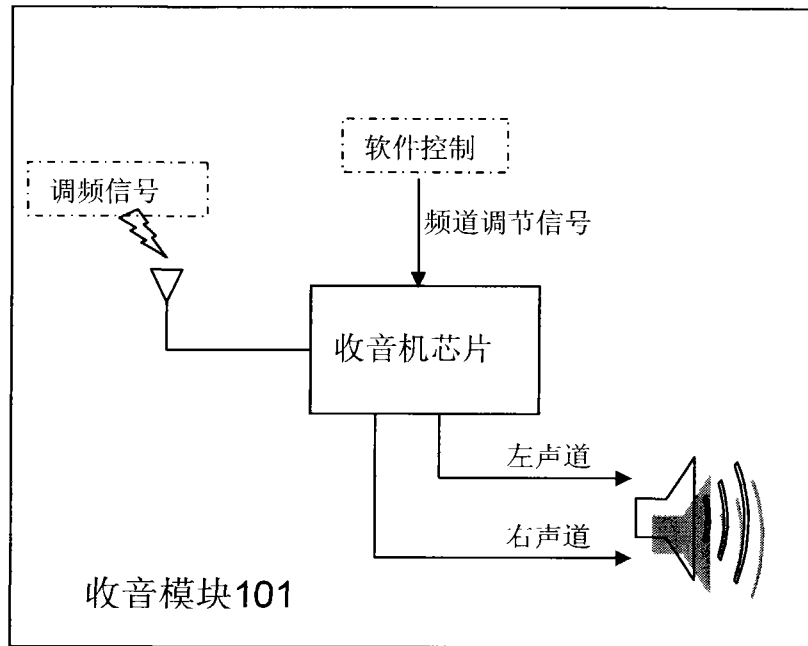 软件控制
调频信号
频道调节信号
收音机芯片
左声道
右声道
收音模块101